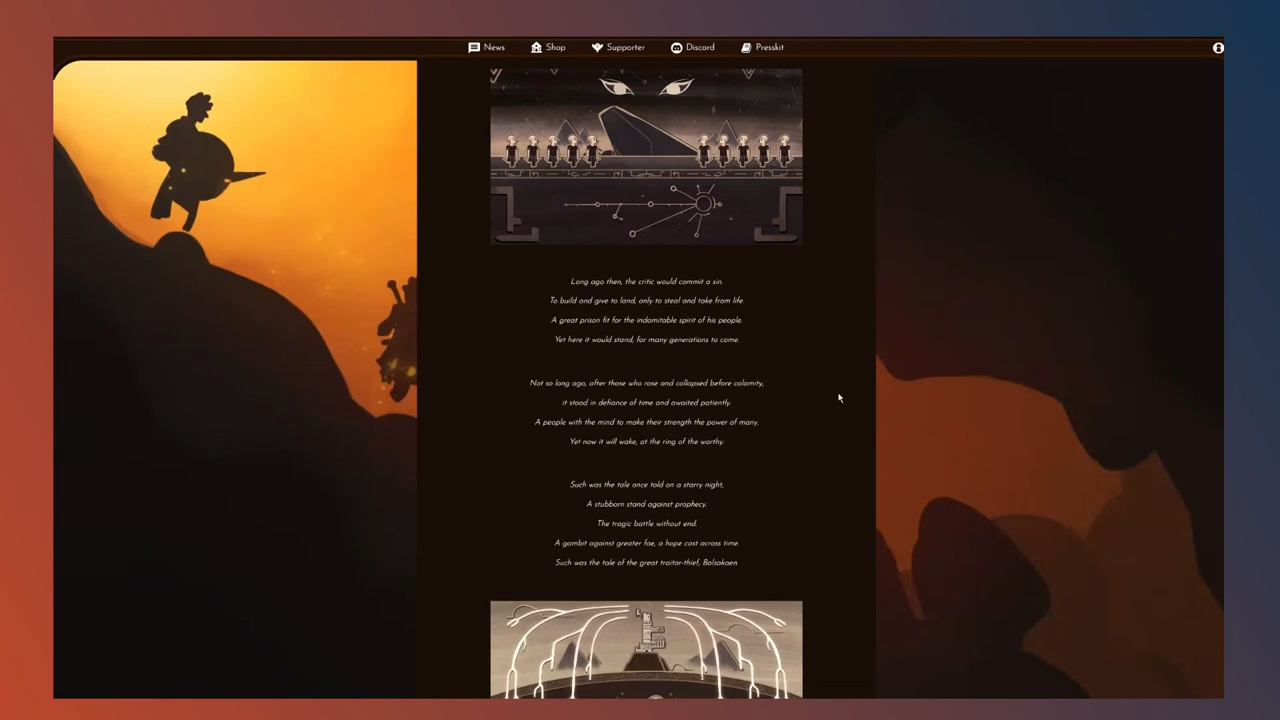 News Shop Supporter Discord Presskit
Long ago then, the critic would commit a sin.
To build and give to land, only to steal and take from life.
A great prison fit for the indomitable spirit of his people.
Yet here it would stand, for many generations to come.
Not so long ago, after those who rose and collapsed before calamity,
it stood in defiance of time and awaited patiently.
A people with the mind to make their strength the power of many.
Yet now it will wake, at the ring of the worthy.
Such was the tale once told on a starry night,
A stubborn stand against prophecy.
The tragic battle without end.
A gambit against greater foe, a hope cast across time.
Such was the tale of the great traitor-thief, Balsakaen.